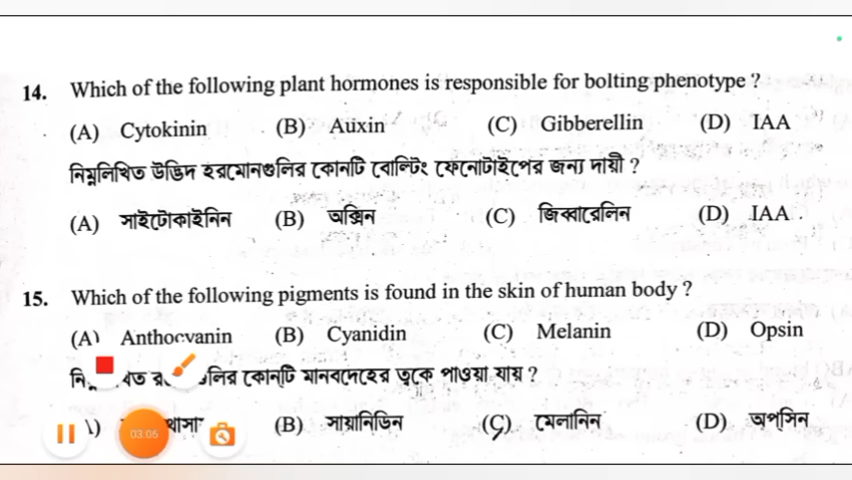 14. Which of the following plant hormones is responsible for bolting phenotype ?
(A) Cytokinin (B) Auxin (C) Gibberellin (D) IAA
নিম্নলিখিত উদ্ভিদ হরমোনগুলির কোনটি বোল্টিং ফেনোটাইপের জন্য দায়ী ?
(A) সাইটোকাইনিন (B) অক্সিন (C) জিব্বারেলিন (D) IAA
15. Which of the following pigments is found in the skin of human body ?
(A) Anthocyanin (B) Cyanidin (C) Melanin (D) Opsin
কোনটি মানবদেহের ত্বকে পাওয়া যায় ?
(B) সায়ানিডিন (C) মেলানিন (D) অপ্সিন
03:05